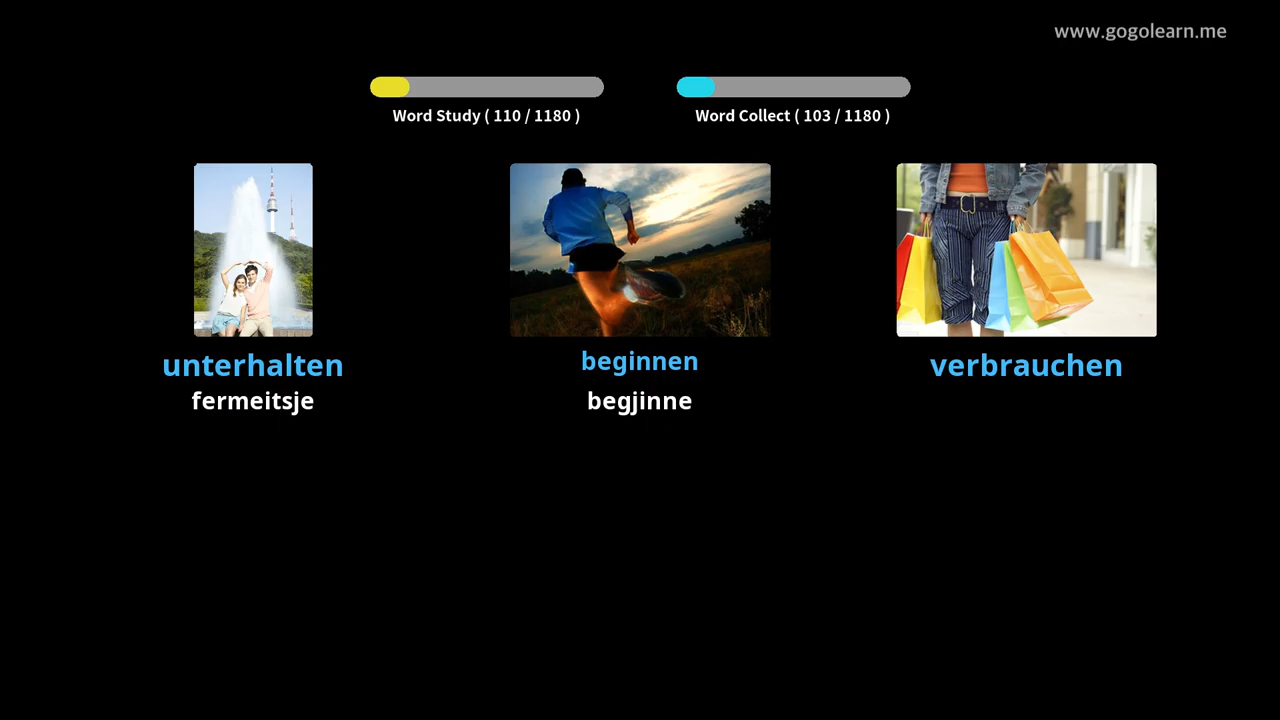 www.gogolearn.me
Word Study ( 110 / 1180 )
Word Collect ( 103 / 1180 )
unterhalten
fermeitsje
beginnen
begjinne
verbrauchen